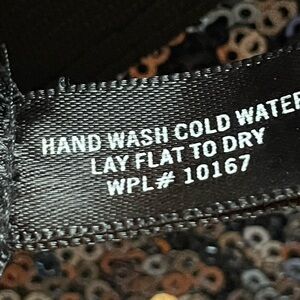 HAND WASH COLD WATER
LAY FLAT TO DRY
WPL# 10167